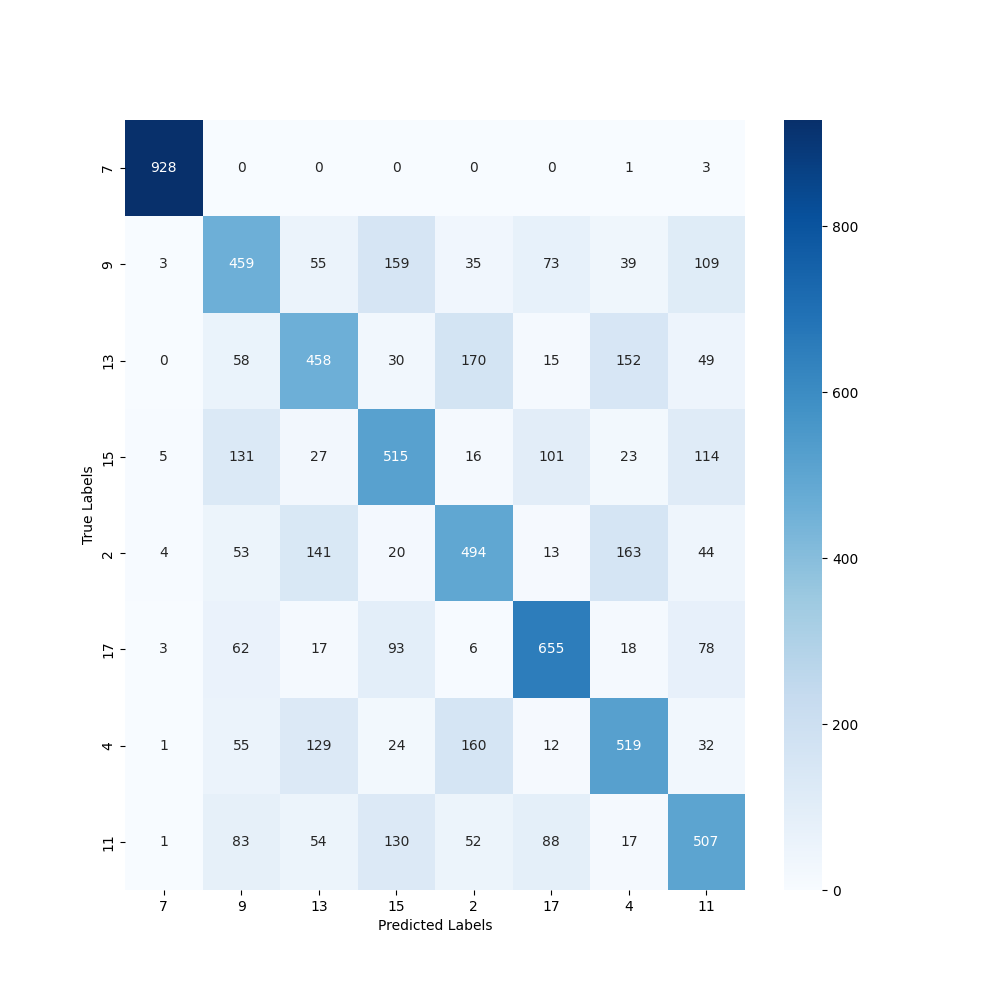 7 928 0 0 0 0 0 1 3
9 3 459 55 159 35 73 39 109
13 0 58 458 30 170 15 152 49
15 5 131 27 515 16 101 23 114
2 4 53 141 20 494 13 163 44
17 3 62 17 93 6 655 18 78
4 1 55 129 24 160 12 519 32
11 1 83 54 130 52 88 17 507
7 9 13 15 2 17 4 11
True Labels
Predicted Labels
800
600
400
200
0